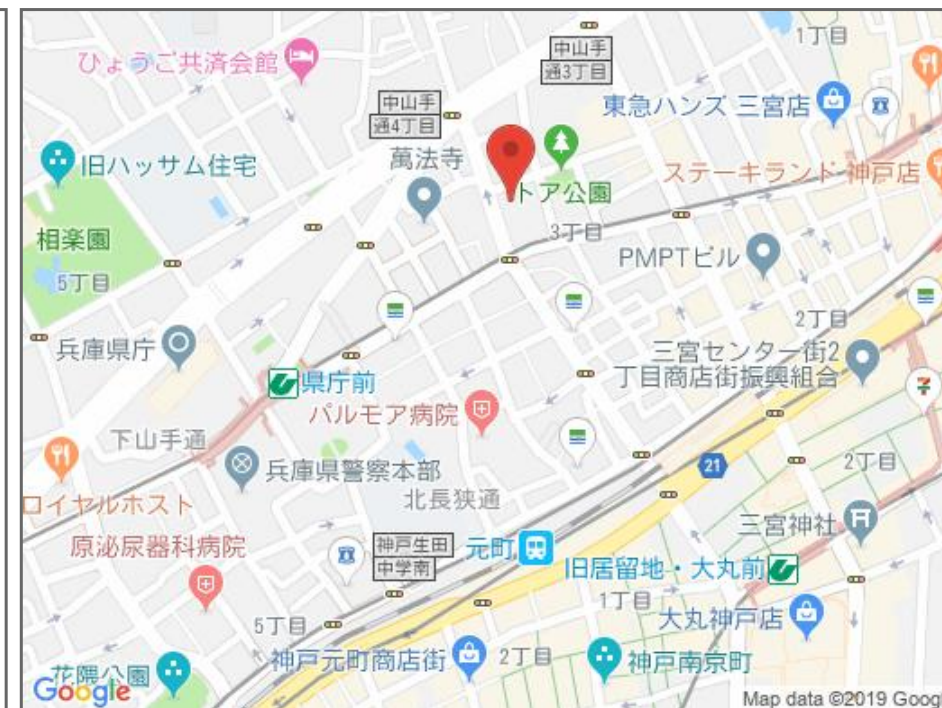 1丁目
中山手
通3丁目
ひょうご共済会館
東急ハンズ 三宮店
中山手
通4丁目
萬法寺
旧ハッサム住宅
トア公園
ステーキランド 神戸店
相楽園
3丁目
PMPTビル
5丁目
2丁目
兵庫県庁
三宮センター街2
丁目商店街振興組合
県庁前
パルモア病院
下山手通
兵庫県警察本部
21
2丁目
北長狭通
ロイヤルホスト
三宮神社
原泌尿器科病院
神戸生田
中学南
元町
旧居留地・大丸前
1丁目
大丸神戸店
5丁目
神戸元町商店街
2丁目
神戸南京町
花隈公園
Google
Map data ©2019 Goog